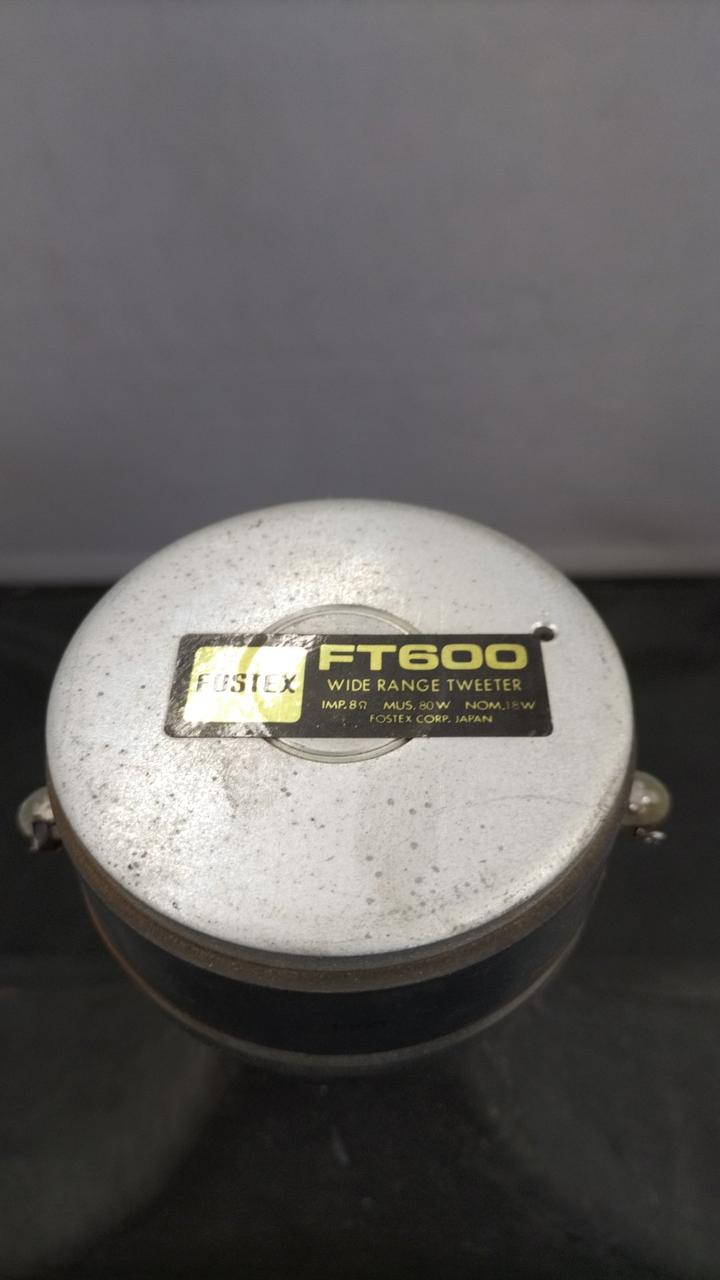 FOSTEX
FT600
WIDE RANGE TWEETER
IMP. 8Ω MUS. 80W NOM. 18W
FOSTEX CORP. JAPAN